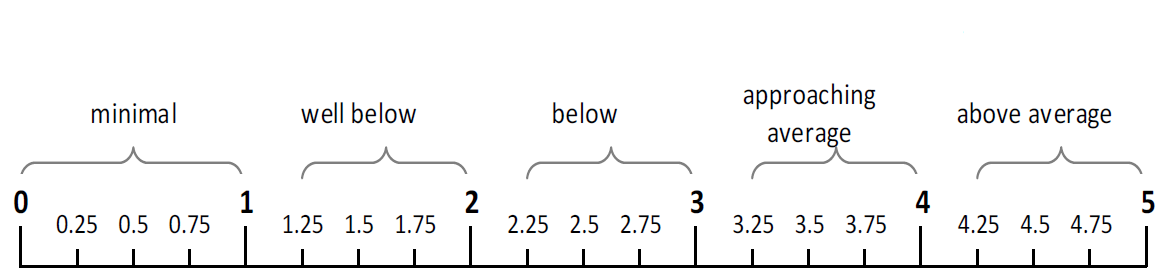 minimal
well below
below
approaching
average
above average
0
1
2
3
4
5
0.25 0.5 0.75
1.25 1.5 1.75
2.25 2.5 2.75
3.25 3.5 3.75
4.25 4.5 4.75